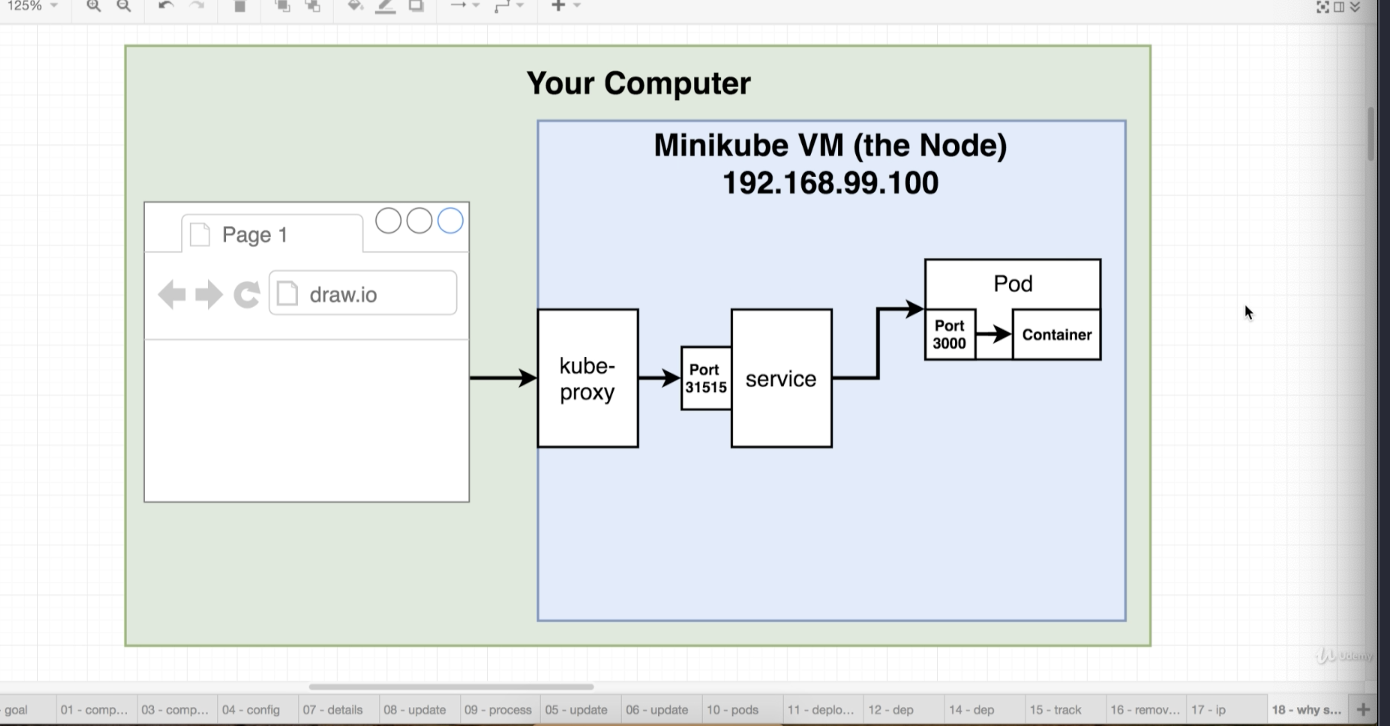 125%
Your Computer
Minikube VM (the Node)
192.168.99.100
Page 1
draw.io
kube-
proxy
Port
31515
service
Pod
Port
3000
Container
Udemy
goal
01 - comp...
03 - comp...
04 - config
07 - details
08 - update
09 - process
05 - update
06 - update
10 - pods
11 - deplo...
12 - dep
14 - dep
15 - track
16 - remov...
17 - ip
18 - why s...